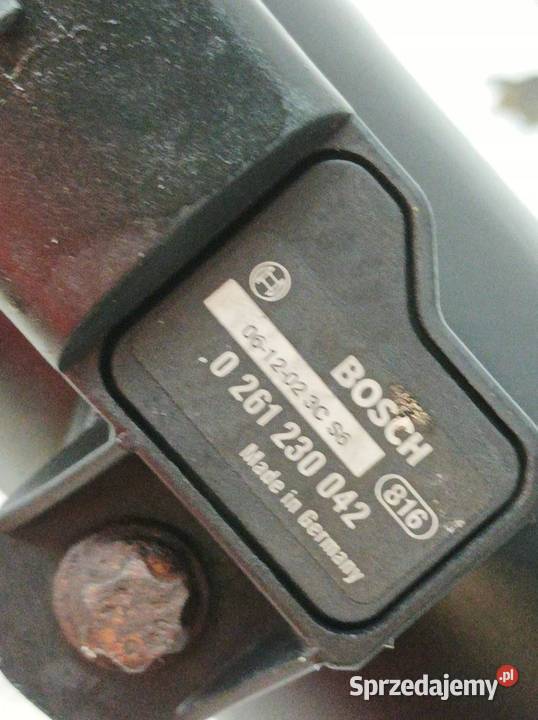 BOSCH
06-12-02 3C S6
0 261 230 042
816
Made in Germany
Sprzedajemy.pl